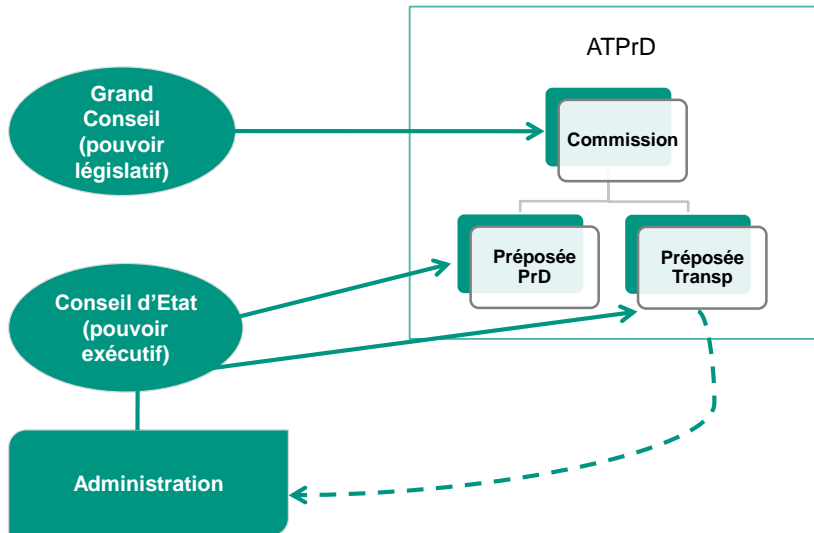 ATPrD
Grand
Conseil
(pouvoir
législatif)
Commission
Préposée
PrD
Préposée
Transp
Conseil d’Etat
(pouvoir
exécutif)
Administration